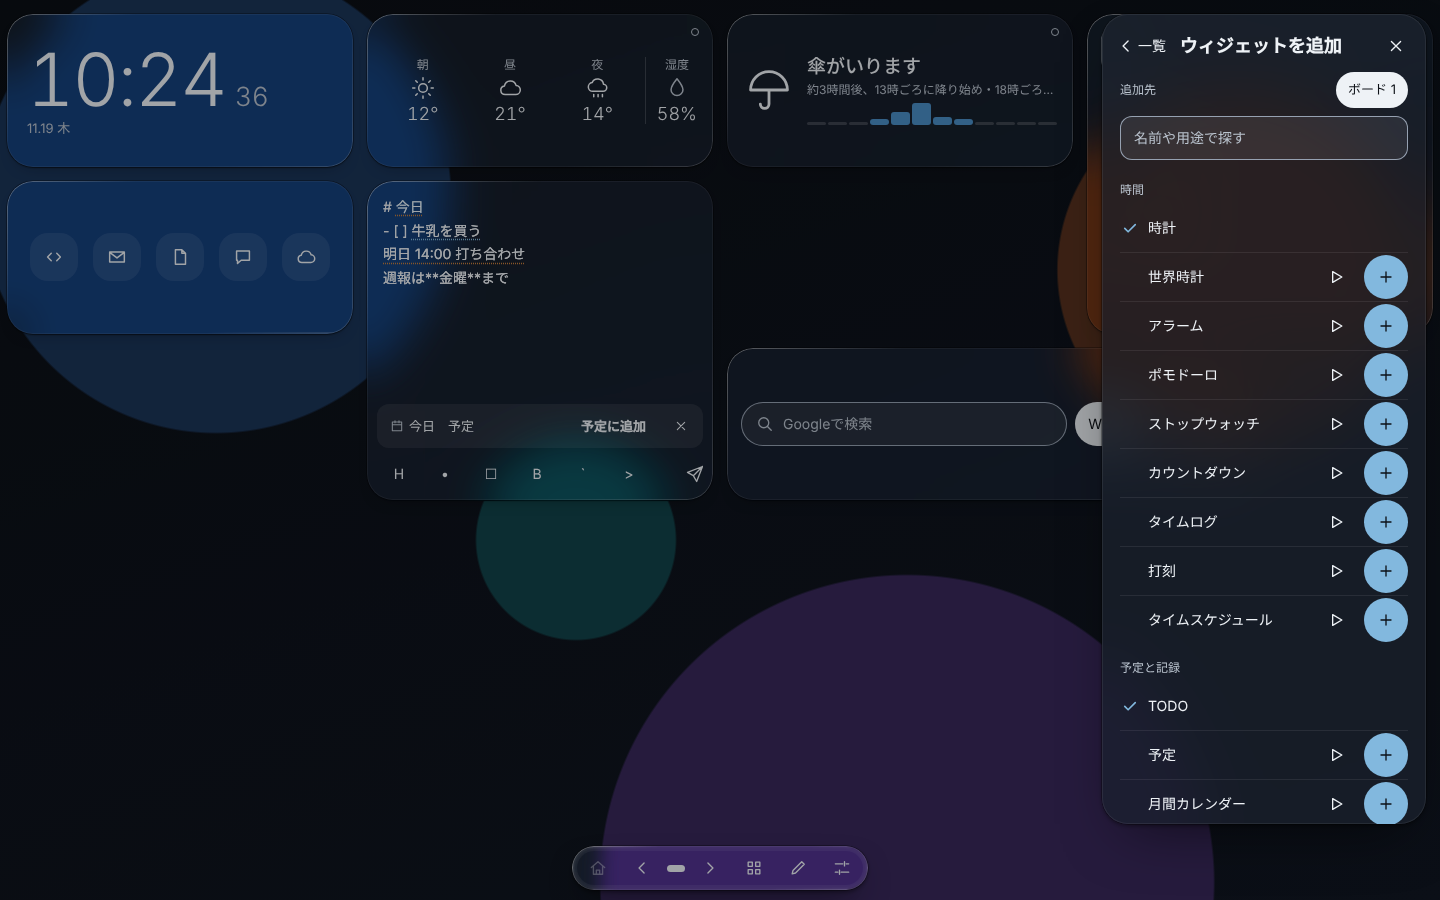 10:24 36
11.19 木
朝 昼 夜 湿度
12° 21° 14° 58%
傘がいります
約3時間後、13時ごろに降り始め・18時ごろ…
# 今日
- [ ] 牛乳を買う
明日 14:00 打ち合わせ
週報は**金曜**まで
今日 予定 予定に追加
H • □ B ` >
Googleで検索
W
一覧 ウィジェットを追加
追加先 ボード 1
名前や用途で探す
時間
時計
世界時計
アラーム
ポモドーロ
ストップウォッチ
カウントダウン
タイムログ
打刻
タイムスケジュール
予定と記録
TODO
予定
月間カレンダー